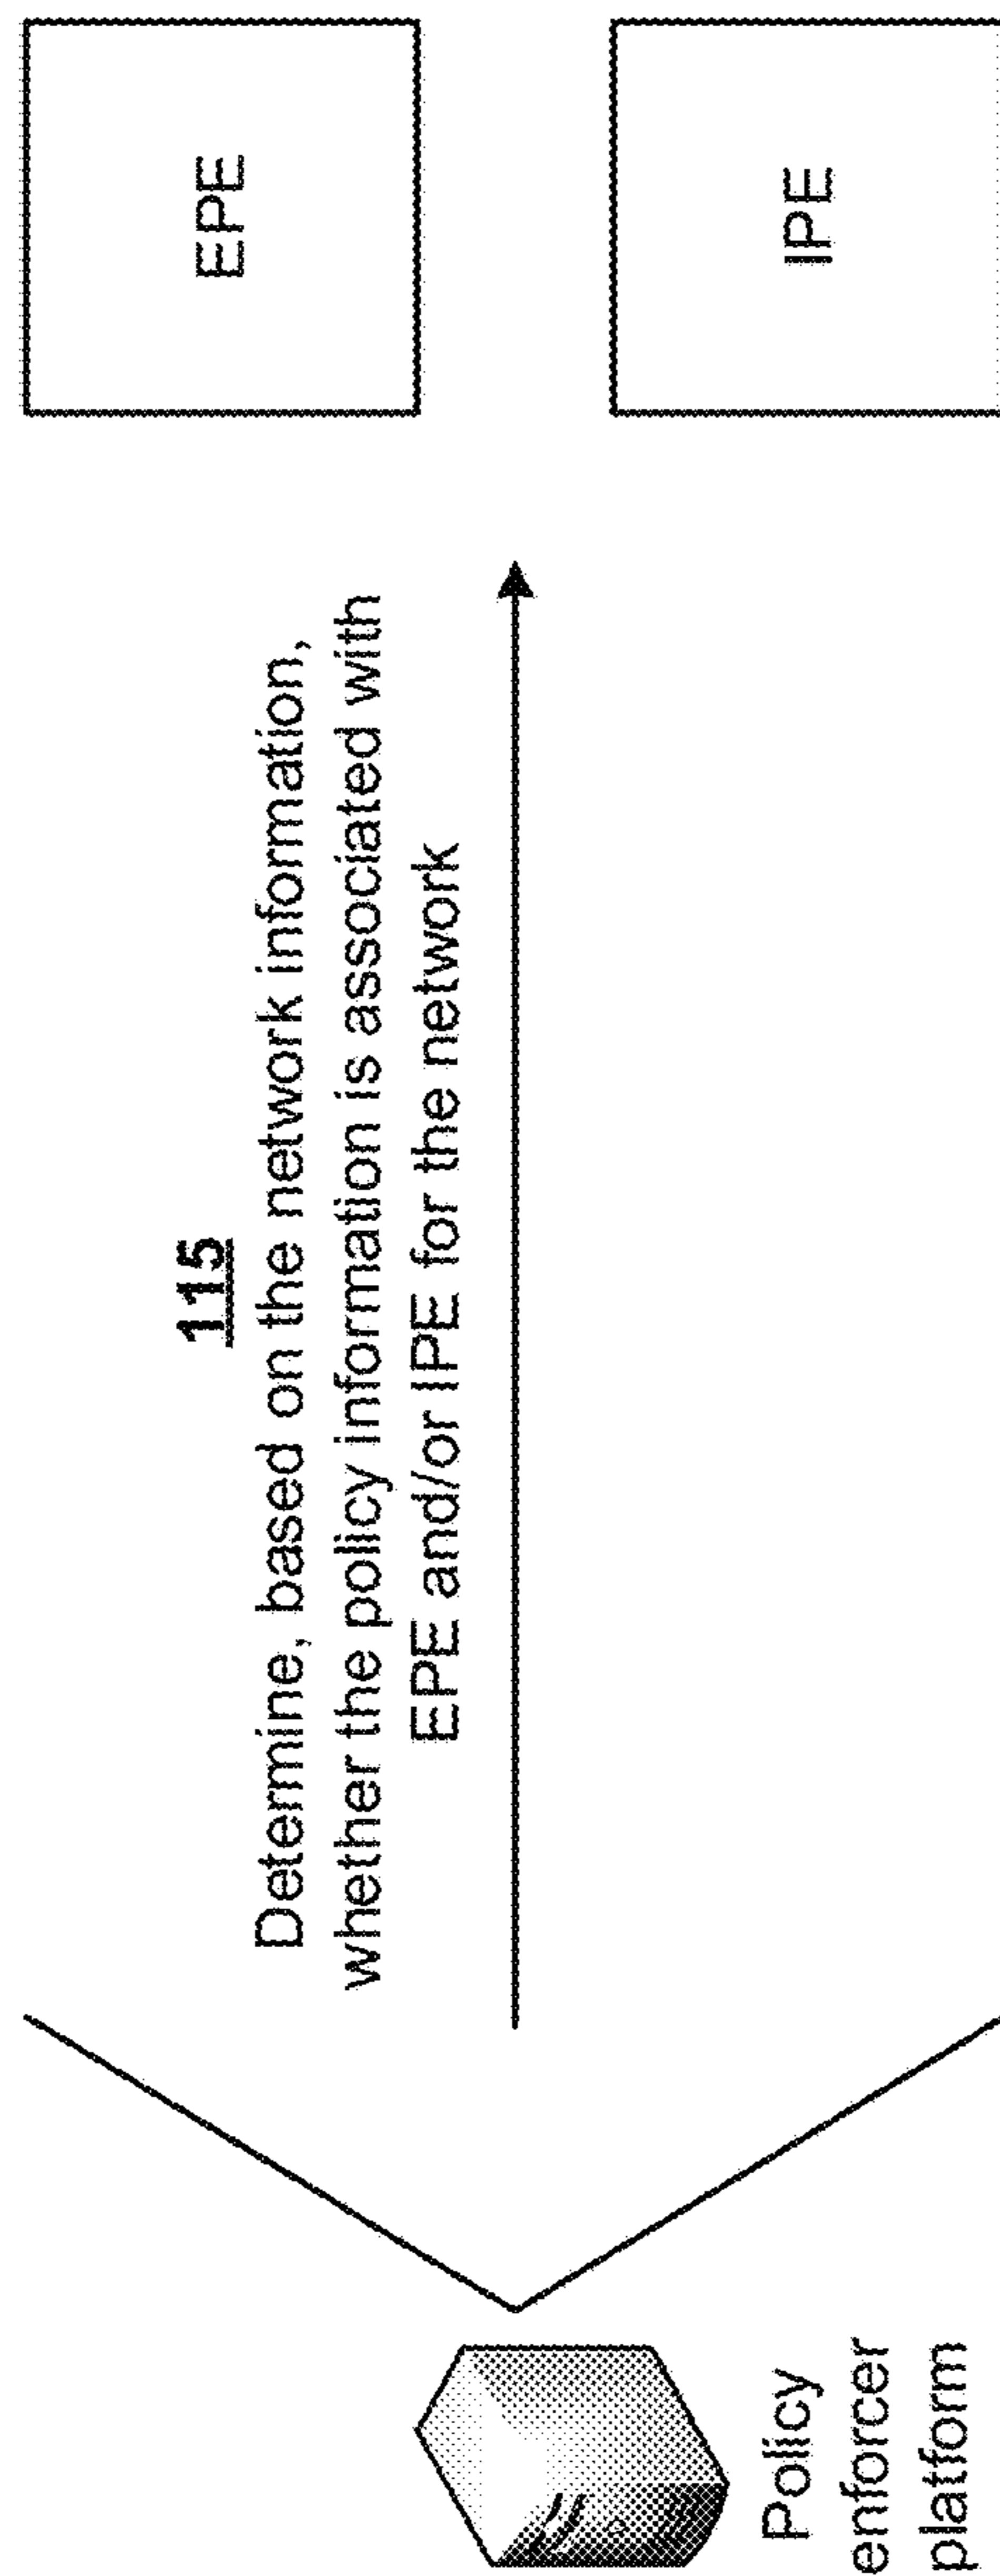 115
Determine, based on the network information,
whether the policy information is associated with
EPE and/or IPE for the network
EPE
IPE
Policy
enforcer
platform